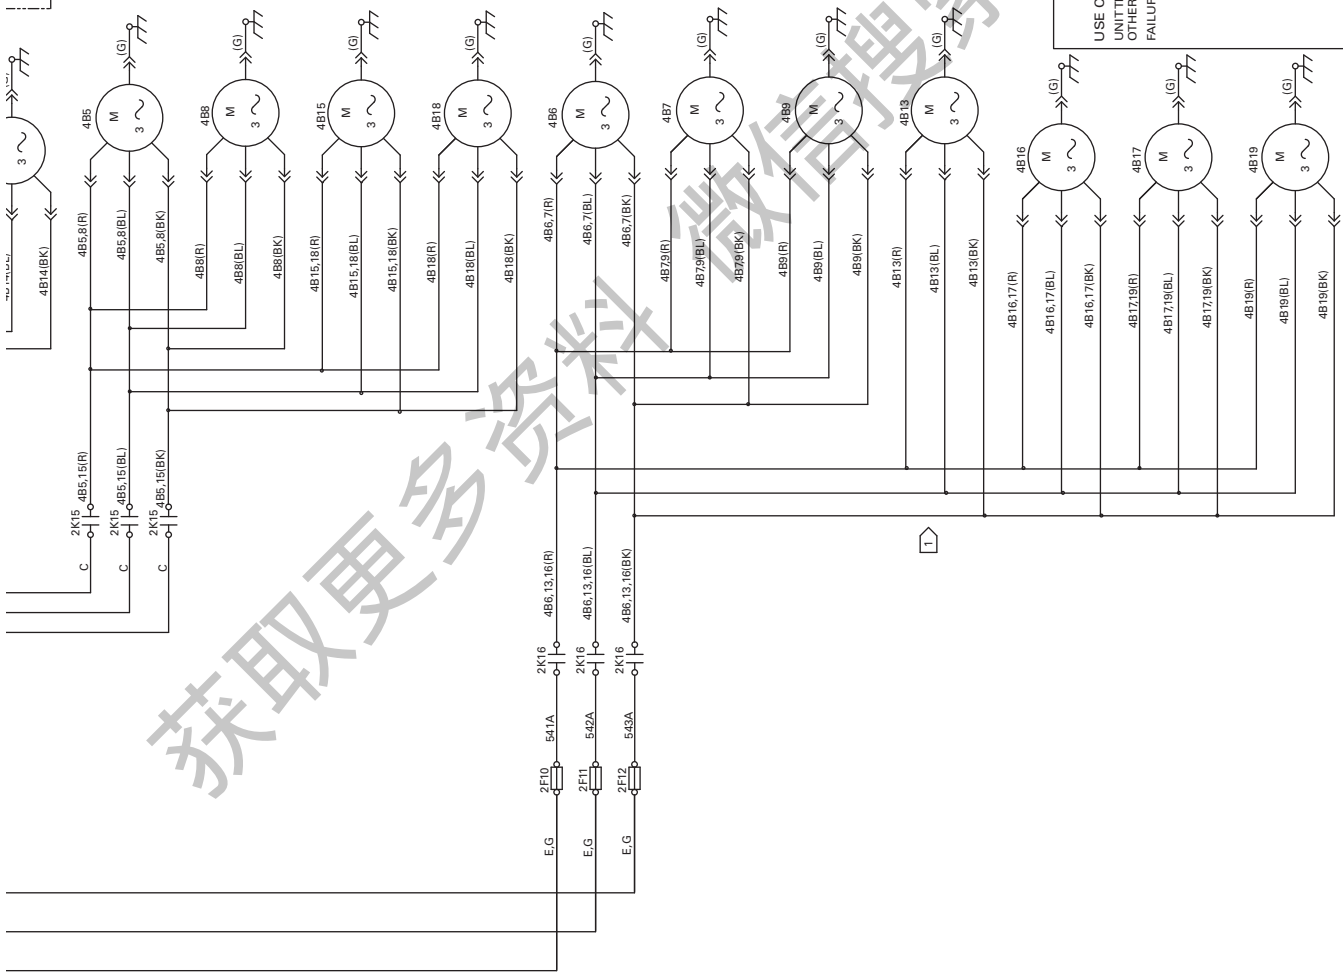 USE C
UNIT T
OTHER
FAILUR
(G)
(G)
(G)
(G)
(G)
(G)
(G)
(G)
(G)
(G)
(G)
3
4B5
M
3
4B8
M
3
4B15
M
3
4B18
M
3
4B6
M
3
4B7
M
3
4B9
M
3
4B13
M
3
4B16
M
3
4B17
M
3
4B19
M
3
4B14(BK)
4B5,8(R)
4B5,8(BL)
4B5,8(BK)
4B8(R)
4B8(BL)
4B8(BK)
4B15,18(R)
4B15,18(BL)
4B15,18(BK)
4B18(R)
4B18(BL)
4B18(BK)
4B6,7(R)
4B6,7(BL)
4B6,7(BK)
4B7,9(R)
4B7,9(BL)
4B7,9(BK)
4B9(R)
4B9(BL)
4B9(BK)
4B13(R)
4B13(BL)
4B13(BK)
4B16,17(R)
4B16,17(BL)
4B16,17(BK)
4B17,19(R)
4B17,19(BL)
4B17,19(BK)
4B19(R)
4B19(BL)
4B19(BK)
4B5,15(R)
4B5,15(BL)
4B5,15(BK)
2K15
2K15
2K15
C
C
C
1
4B6,13,16(R)
4B6,13,16(BL)
4B6,13,16(BK)
2K16
2K16
2K16
541A
542A
543A
2F10
2F11
2F12
E,G
E,G
E,G
获取更多资料 微信搜索